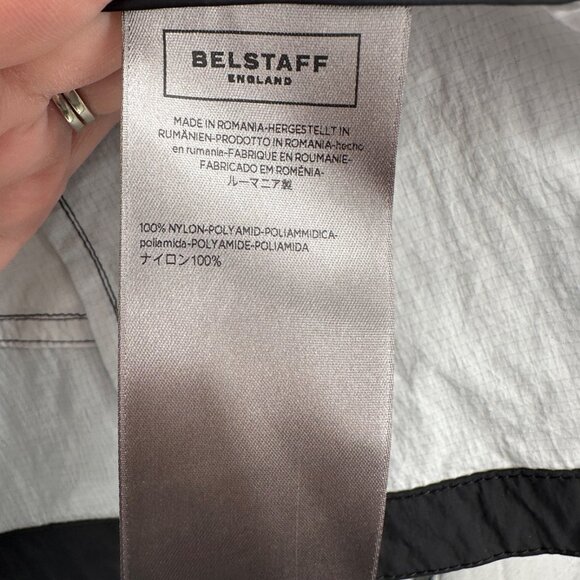 BELSTAFF
ENGLAND
MADE IN ROMANIA-HERGESTELLT IN
RUMÄNIEN-PRODOTTO IN ROMANIA-hecho
en rumania-FABRIQUE EN ROUMANIE-
FABRICADO EM ROMÉNIA-
ルーマニア製
100% NYLON-POLYAMID-POLIAMMIDICA-
poliamida-POLYAMIDE-POLIAMIDA
ナイロン100%